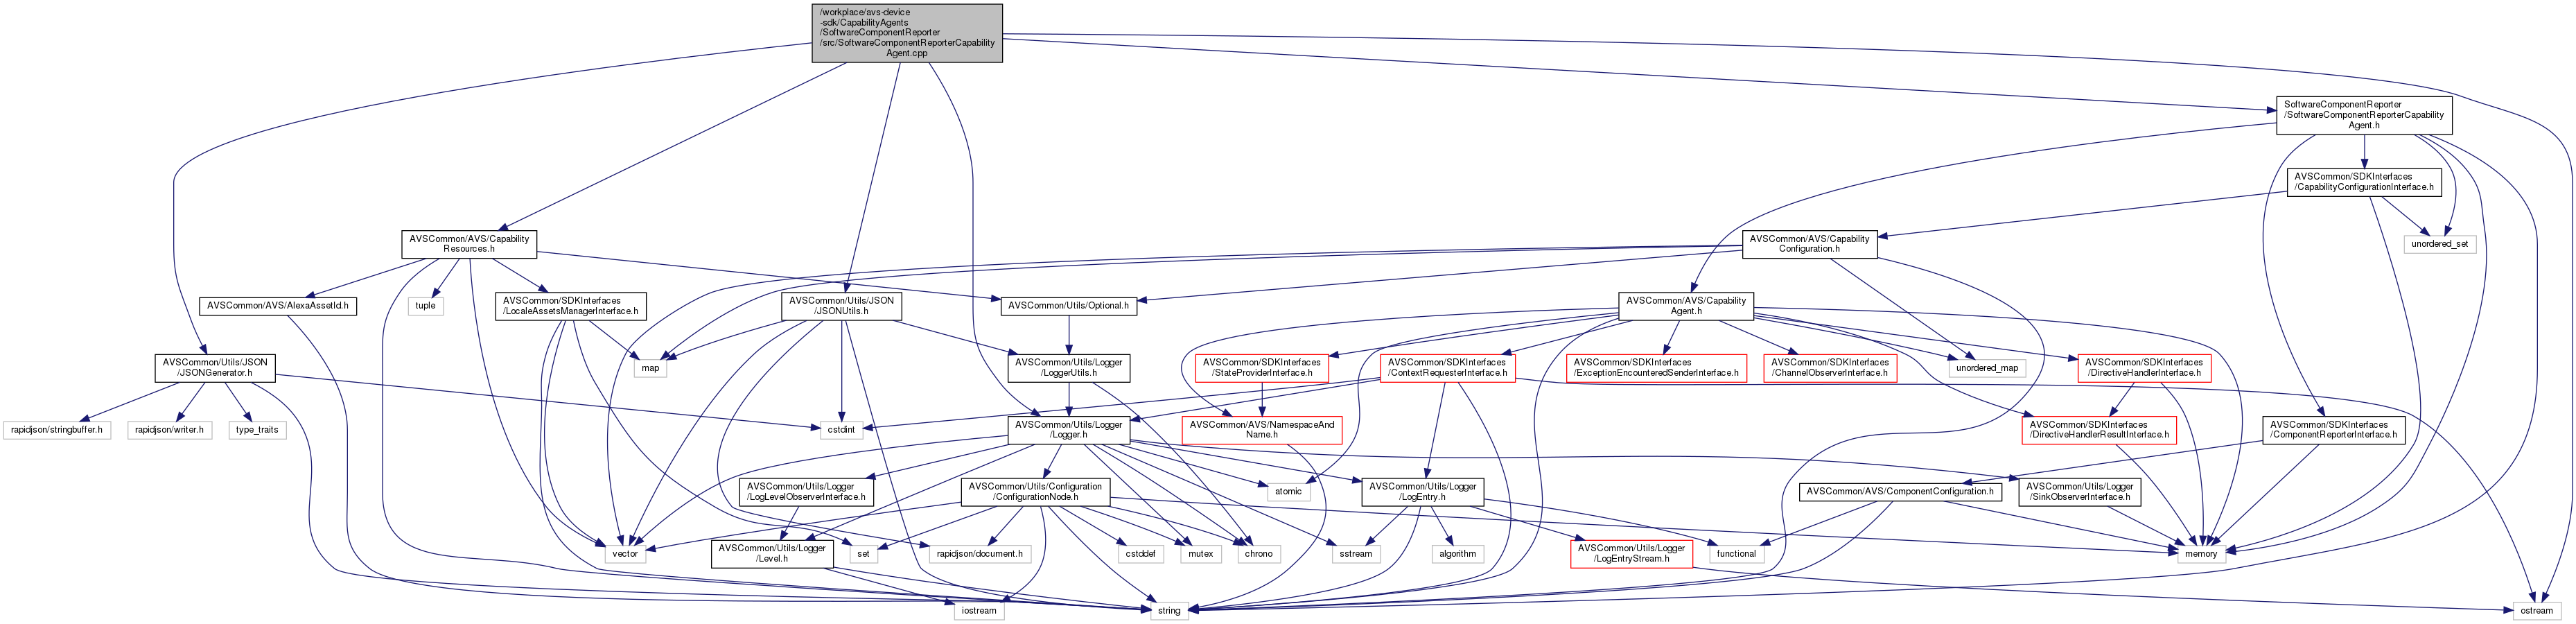 /workplace/avs-device
-sdk/CapabilityAgents
/SoftwareComponentReporter
/src/SoftwareComponentReporterCapability
Agent.cpp
SoftwareComponentReporter
/SoftwareComponentReporterCapability
Agent.h
AVSCommon/SDKInterfaces
/CapabilityConfigurationInterface.h
AVSCommon/AVS/Capability
Resources.h
AVSCommon/AVS/Capability
Configuration.h
unordered_set
AVSCommon/AVS/AlexaAssetId.h
tuple
AVSCommon/SDKInterfaces
/LocaleAssetsManagerInterface.h
AVSCommon/Utils/JSON
/JSONUtils.h
AVSCommon/Utils/Optional.h
AVSCommon/AVS/Capability
Agent.h
AVSCommon/Utils/JSON
/JSONGenerator.h
map
AVSCommon/Utils/Logger
/LoggerUtils.h
AVSCommon/SDKInterfaces
/StateProviderInterface.h
AVSCommon/SDKInterfaces
/ContextRequesterInterface.h
AVSCommon/SDKInterfaces
/ExceptionEncounteredSenderInterface.h
AVSCommon/SDKInterfaces
/ChannelObserverInterface.h
unordered_map
AVSCommon/SDKInterfaces
/DirectiveHandlerInterface.h
rapidjson/stringbuffer.h
rapidjson/writer.h
type_traits
cstdint
AVSCommon/Utils/Logger
/Logger.h
AVSCommon/AVS/NamespaceAnd
Name.h
AVSCommon/SDKInterfaces
/DirectiveHandlerResultInterface.h
AVSCommon/SDKInterfaces
/ComponentReporterInterface.h
AVSCommon/Utils/Logger
/LogLevelObserverInterface.h
AVSCommon/Utils/Configuration
/ConfigurationNode.h
atomic
AVSCommon/Utils/Logger
/LogEntry.h
AVSCommon/AVS/ComponentConfiguration.h
AVSCommon/Utils/Logger
/SinkObserverInterface.h
vector
AVSCommon/Utils/Logger
/Level.h
set
rapidjson/document.h
cstddef
mutex
chrono
sstream
algorithm
AVSCommon/Utils/Logger
/LogEntryStream.h
functional
memory
iostream
string
ostream